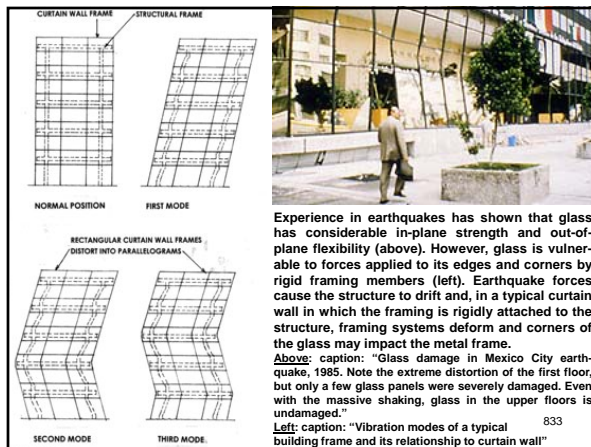 CURTAIN WALL FRAME
STRUCTURAL FRAME
NORMAL POSITION
FIRST MODE
RECTANGULAR CURTAIN WALL FRAMES
DISTORT INTO PARALLELOGRAMS
SECOND MODE
THIRD MODE.
Experience in earthquakes has shown that glass
has considerable in-plane strength and out-of-
plane flexibility (above). However, glass is vulner-
able to forces applied to its edges and corners by
rigid framing members (left). Earthquake forces
cause the structure to drift and, in a typical curtain
wall in which the framing is rigidly attached to the
structure, framing systems deform and corners of
the glass may impact the metal frame.
Above: caption: “Glass damage in Mexico City earth-
quake, 1985. Note the extreme distortion of the first floor,
but only a few glass panels were severely damaged. Even
with the massive shaking, glass in the upper floors is
undamaged.”
Left: caption: “Vibration modes of a typical
building frame and its relationship to curtain wall”
833